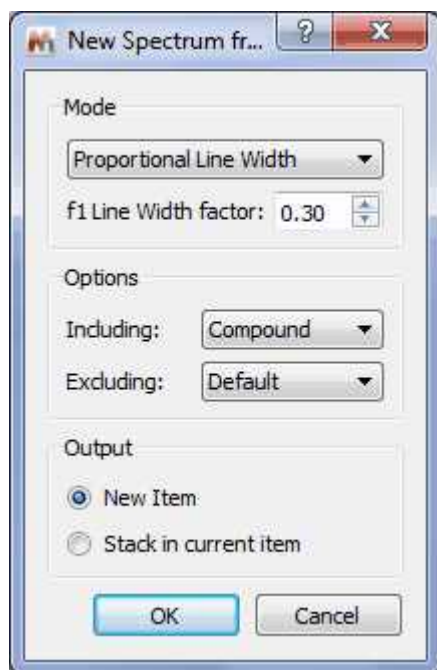 New Spectrum fr...
Mode
Proportional Line Width
f1 Line Width factor: 0.30
Options
Including: Compound
Excluding: Default
Output
New Item
Stack in current item
OK Cancel